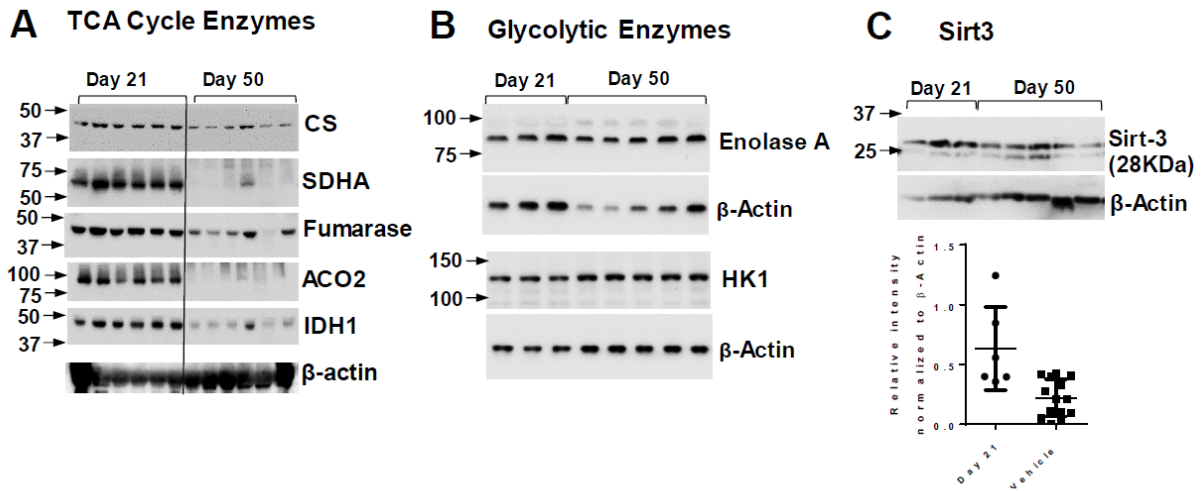 A TCA Cycle Enzymes
Day 21 Day 50
50
37
CS
75
50
SDHA
50
37
Fumarase
100
75
ACO2
50
37
IDH1
β-actin
B Glycolytic Enzymes
Day 21 Day 50
100
75
Enolase A
β-Actin
150
100
HK1
β-Actin
C Sirt3
Day 21 Day 50
37
25
Sirt-3
(28KDa)
β-Actin
Relative intensity
normalized to β-Actin
1.5
1.0
0.5
0.0
Day 21
Vehicle